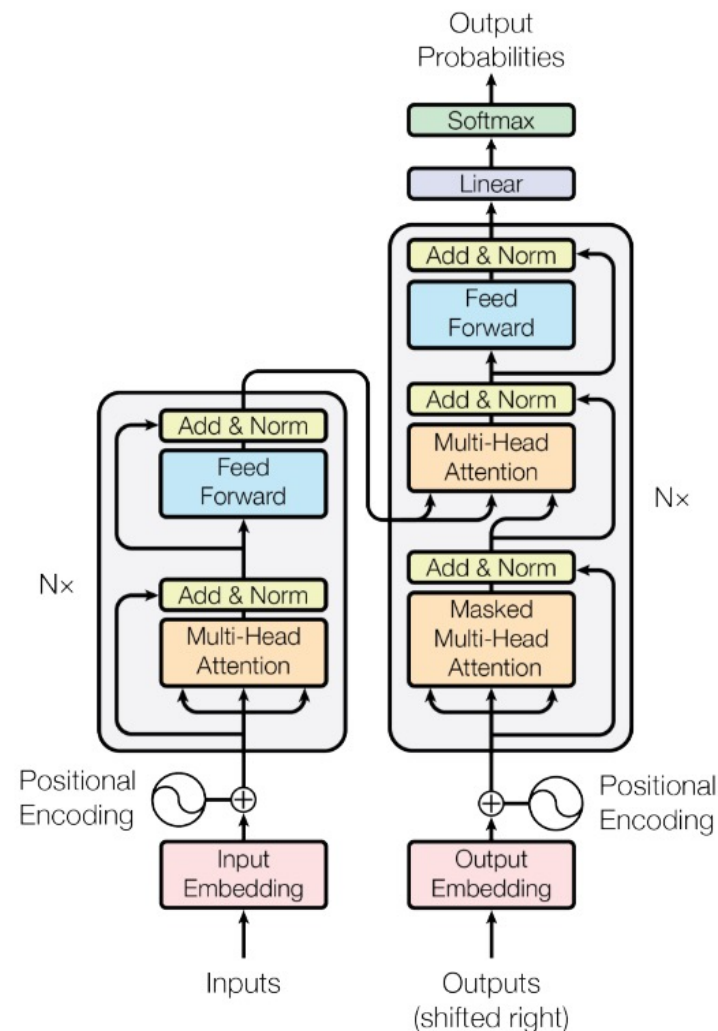 Output
Probabilities
Softmax
Linear
Add & Norm
Feed
Forward
Add & Norm
Multi-Head
Attention
Add & Norm
Masked
Multi-Head
Attention
Nx
Add & Norm
Feed
Forward
Add & Norm
Multi-Head
Attention
Nx
Positional
Encoding
Positional
Encoding
Input
Embedding
Output
Embedding
Inputs
Outputs
(shifted right)